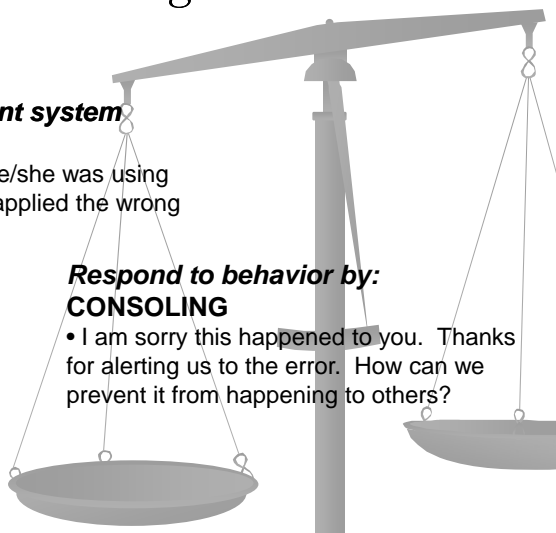 nt system
e/she was using
applied the wrong
Respond to behavior by:
CONSOLING
• I am sorry this happened to you.  Thanks
for alerting us to the error.  How can we
prevent it from happening to others?